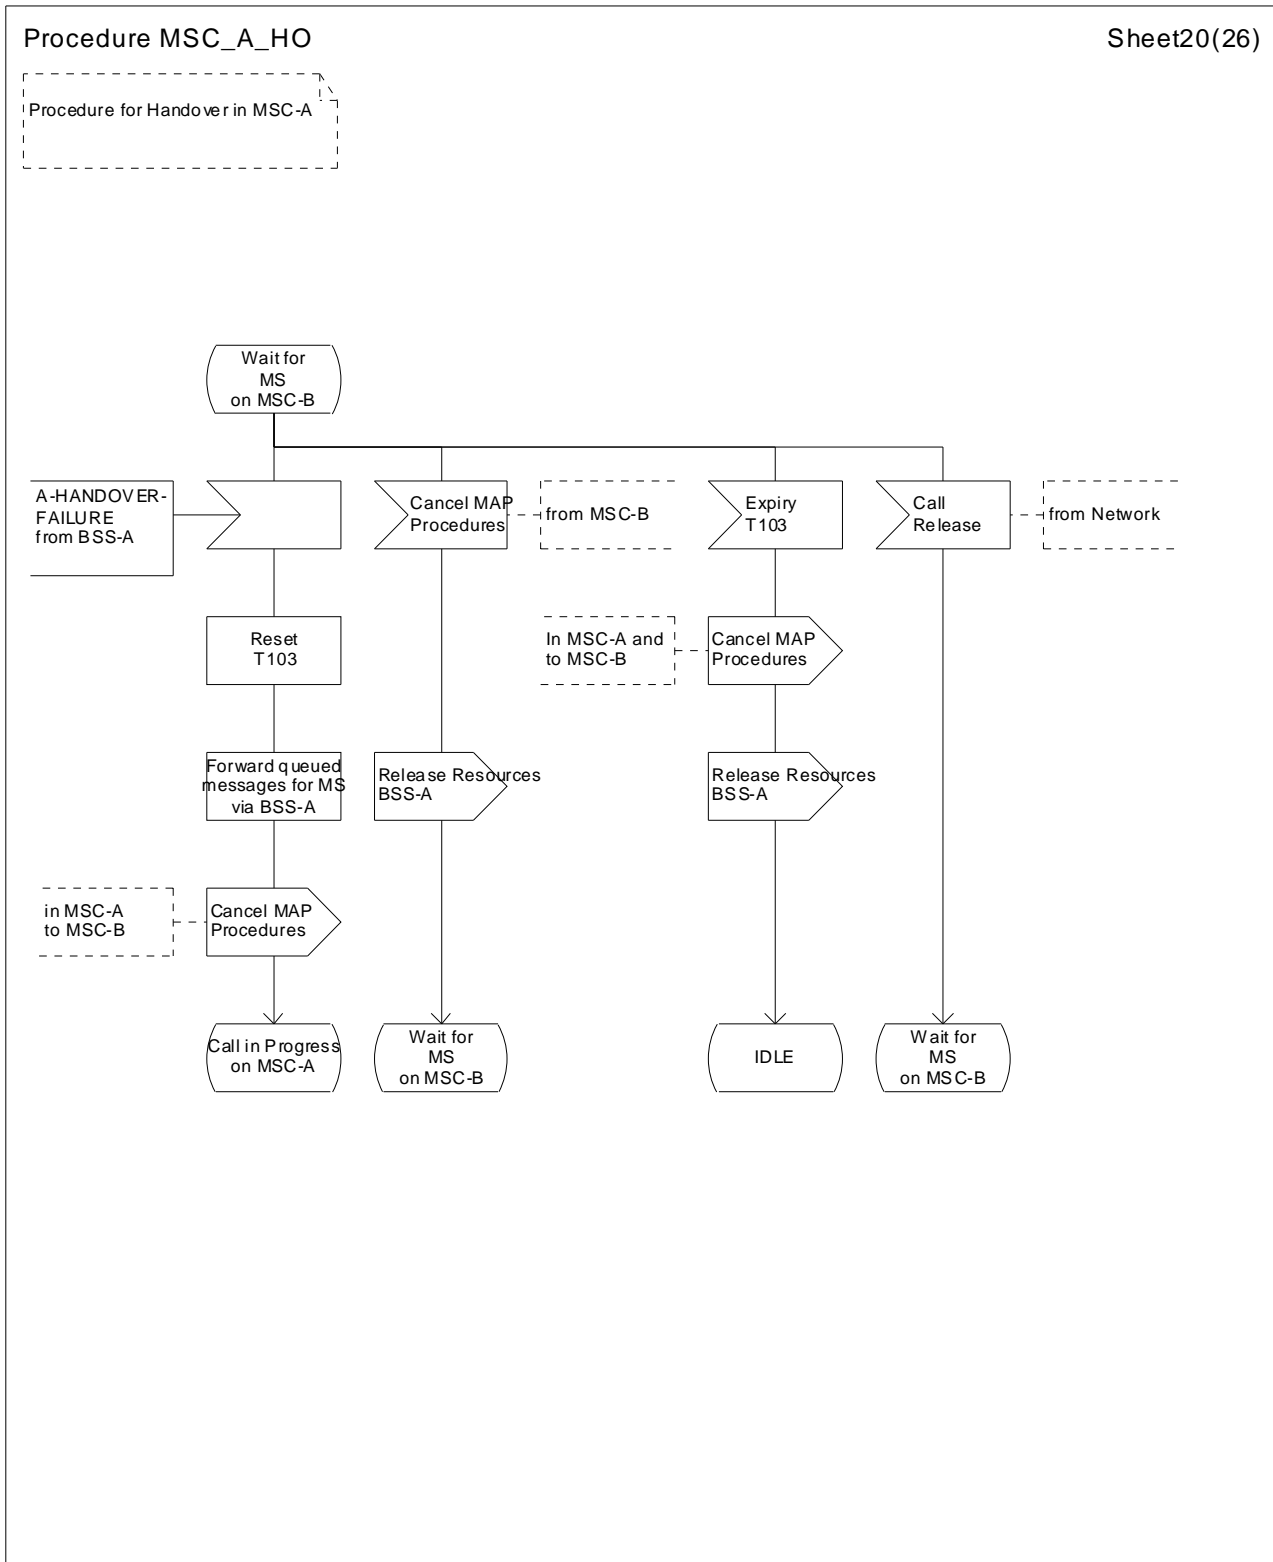 Procedure MSC_A_HO
Sheet20(26)
Procedure for Handover in MSC-A
Wait for
MS
on MSC-B
A-HANDOVER-
FAILURE
from BSS-A
Cancel MAP
Procedures
from MSC-B
Expiry
T103
Call
Release
from Network
Reset
T103
In MSC-A and
to MSC-B
Cancel MAP
Procedures
Forward queued
messages for MS
via BSS-A
Release Resources
BSS-A
Release Resources
BSS-A
in MSC-A
to MSC-B
Cancel MAP
Procedures
Call in Progress
on MSC-A
Wait for
MS
on MSC-B
IDLE
Wait for
MS
on MSC-B